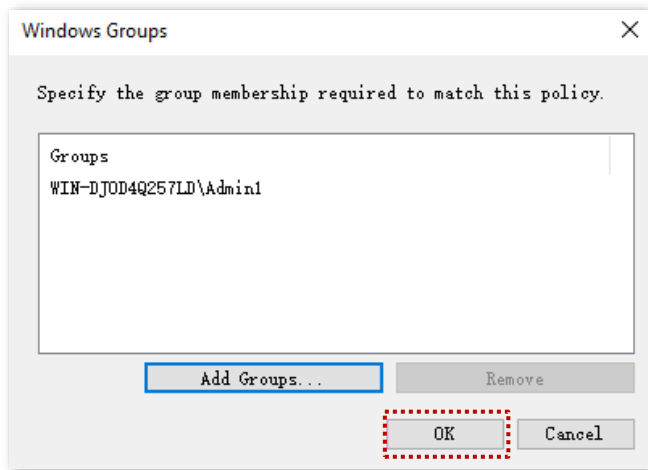 Windows Groups
Specify the group membership required to match this policy.
Groups
WIN-DJOD4Q257LD\Admin1
Add Groups...
Remove
OK
Cancel